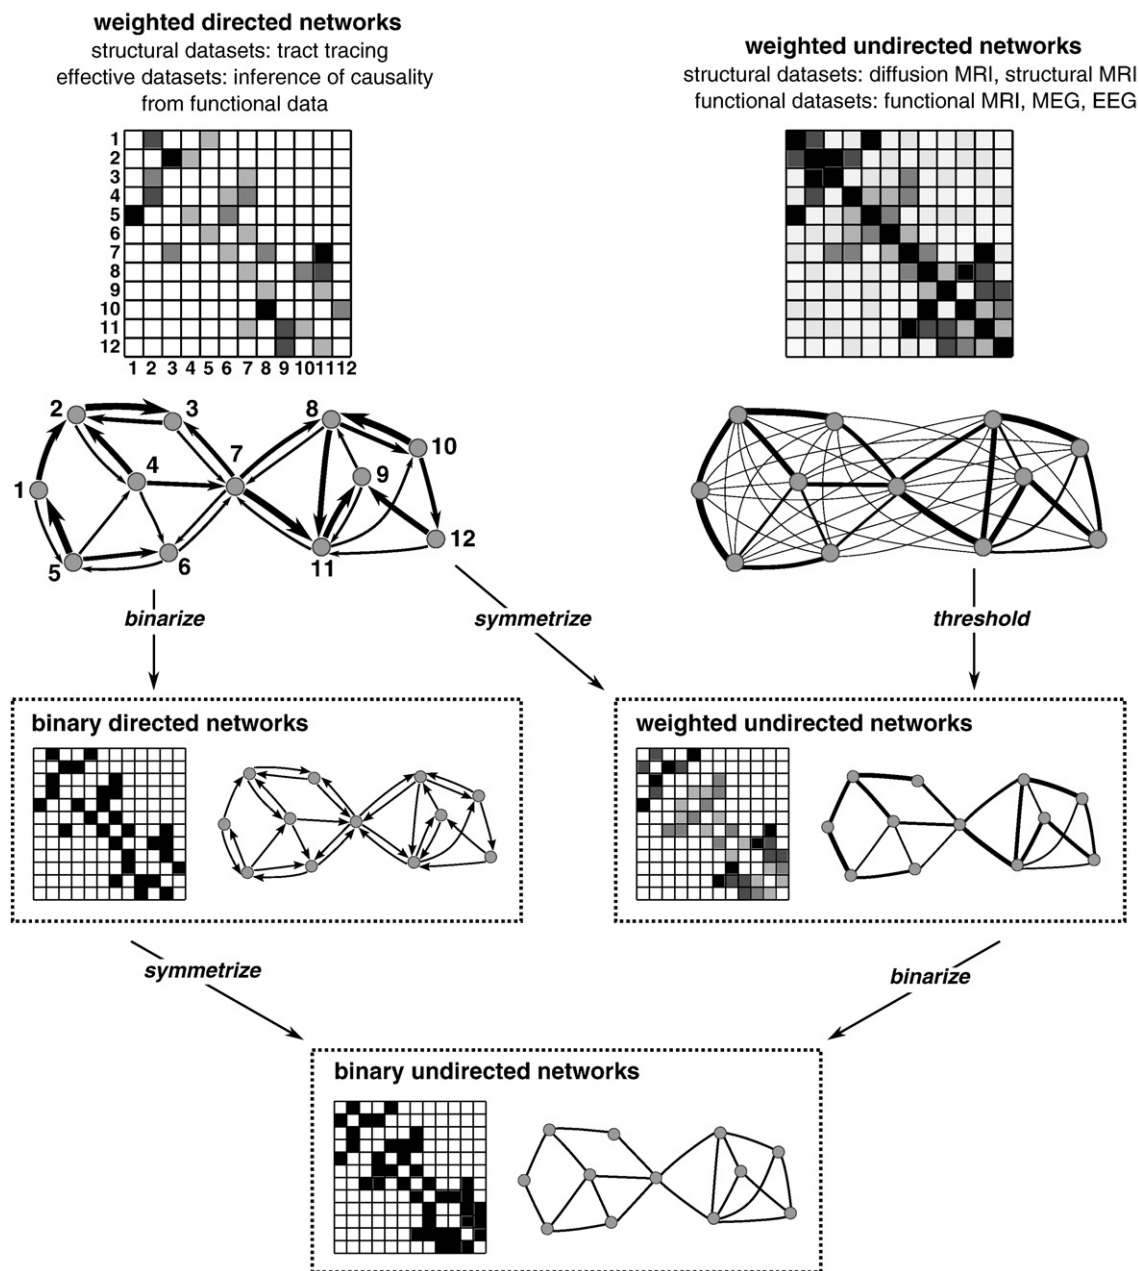 weighted directed networks
structural datasets: tract tracing
effective datasets: inference of causality
from functional data
weighted undirected networks
structural datasets: diffusion MRI, structural MRI
functional datasets: functional MRI, MEG, EEG
1
2
3
4
5
6
7
8
9
10
11
12
1 2 3 4 5 6 7 8 9 10 11 12
2
3
8
10
7
4
9
1
12
5
6
11
binarize
symmetrize
threshold
binary directed networks
weighted undirected networks
symmetrize
binarize
binary undirected networks